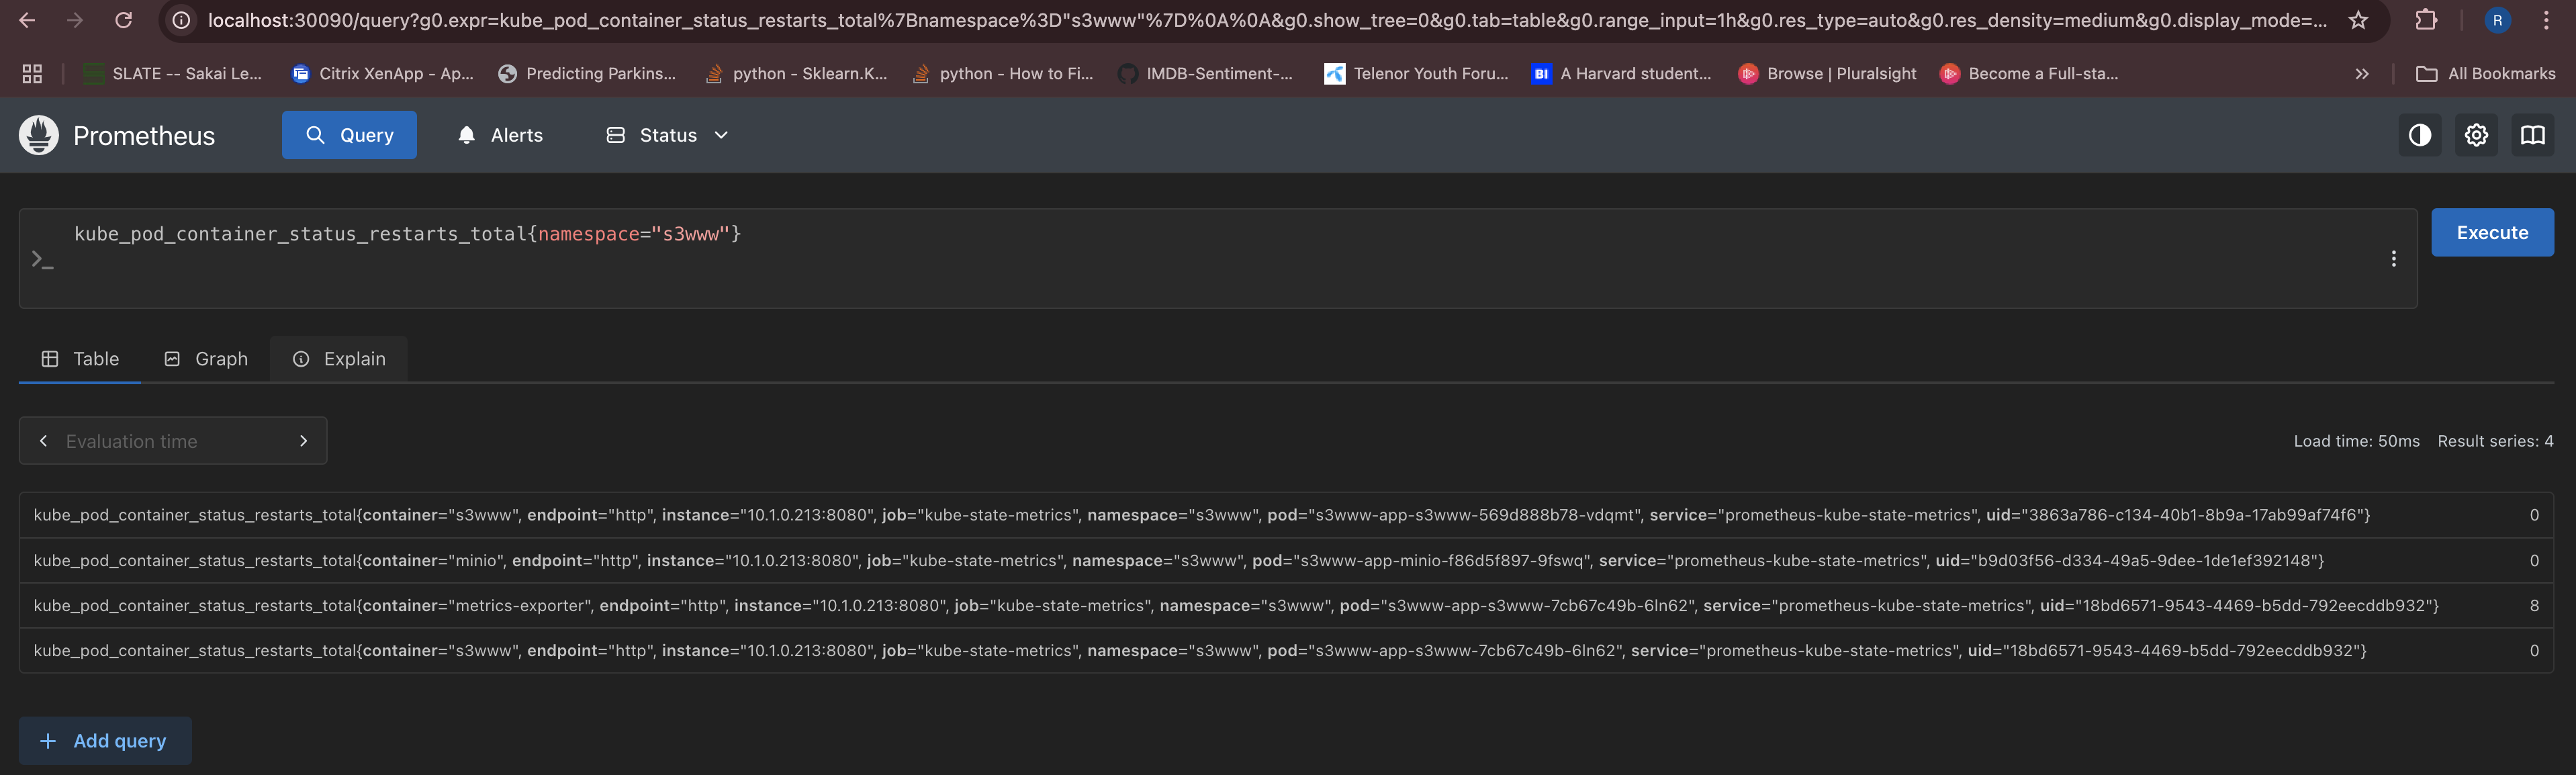 localhost:30090/query?g0.expr=kube_pod_container_status_restarts_total%7Bnamespace%3D"s3www"%7D%0A%0A&g0.show_tree=0&g0.tab=table&g0.range_input=1h&g0.res_type=auto&g0.res_density=medium&g0.display_mode=... R
SLATE -- Sakai Le... Citrix XenApp - Ap... Predicting Parkins... python - Sklearn.K... python - How to Fi... IMDB-Sentiment-... Telenor Youth Foru... BI A Harvard student... Browse | Pluralsight Become a Full-sta... All Bookmarks
Prometheus Query Alerts Status
kube_pod_container_status_restarts_total{namespace="s3www"}
Execute
Table Graph Explain
Evaluation time Load time: 50ms Result series: 4
kube_pod_container_status_restarts_total{container="s3www", endpoint="http", instance="10.1.0.213:8080", job="kube-state-metrics", namespace="s3www", pod="s3www-app-s3www-569d888b78-vdqmt", service="prometheus-kube-state-metrics", uid="3863a786-c134-40b1-8b9a-17ab99af74f6"} 0
kube_pod_container_status_restarts_total{container="minio", endpoint="http", instance="10.1.0.213:8080", job="kube-state-metrics", namespace="s3www", pod="s3www-app-minio-f86d5f897-9fswq", service="prometheus-kube-state-metrics", uid="b9d03f56-d334-49a5-9dee-1de1ef392148"} 0
kube_pod_container_status_restarts_total{container="metrics-exporter", endpoint="http", instance="10.1.0.213:8080", job="kube-state-metrics", namespace="s3www", pod="s3www-app-s3www-7cb67c49b-6ln62", service="prometheus-kube-state-metrics", uid="18bd6571-9543-4469-b5dd-792eecddb932"} 8
kube_pod_container_status_restarts_total{container="s3www", endpoint="http", instance="10.1.0.213:8080", job="kube-state-metrics", namespace="s3www", pod="s3www-app-s3www-7cb67c49b-6ln62", service="prometheus-kube-state-metrics", uid="18bd6571-9543-4469-b5dd-792eecddb932"} 0
Add query